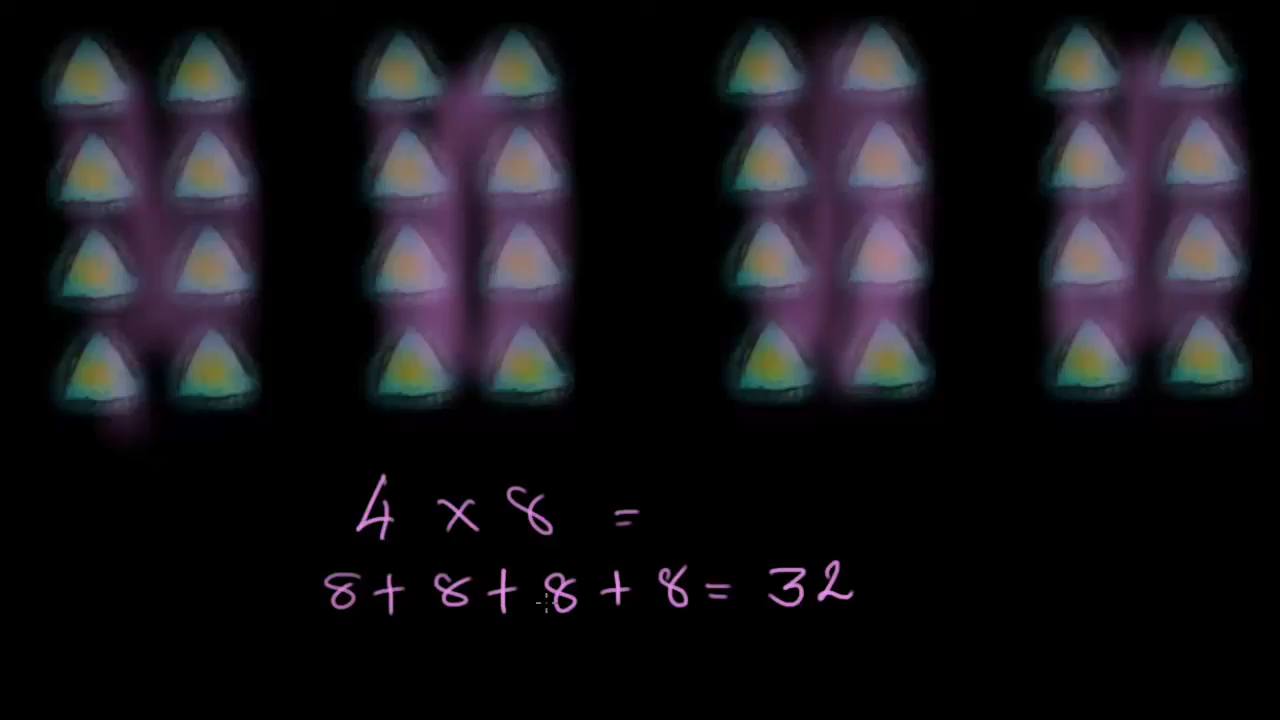 4 × 8 =
8 + 8 + 8 + 8 = 32